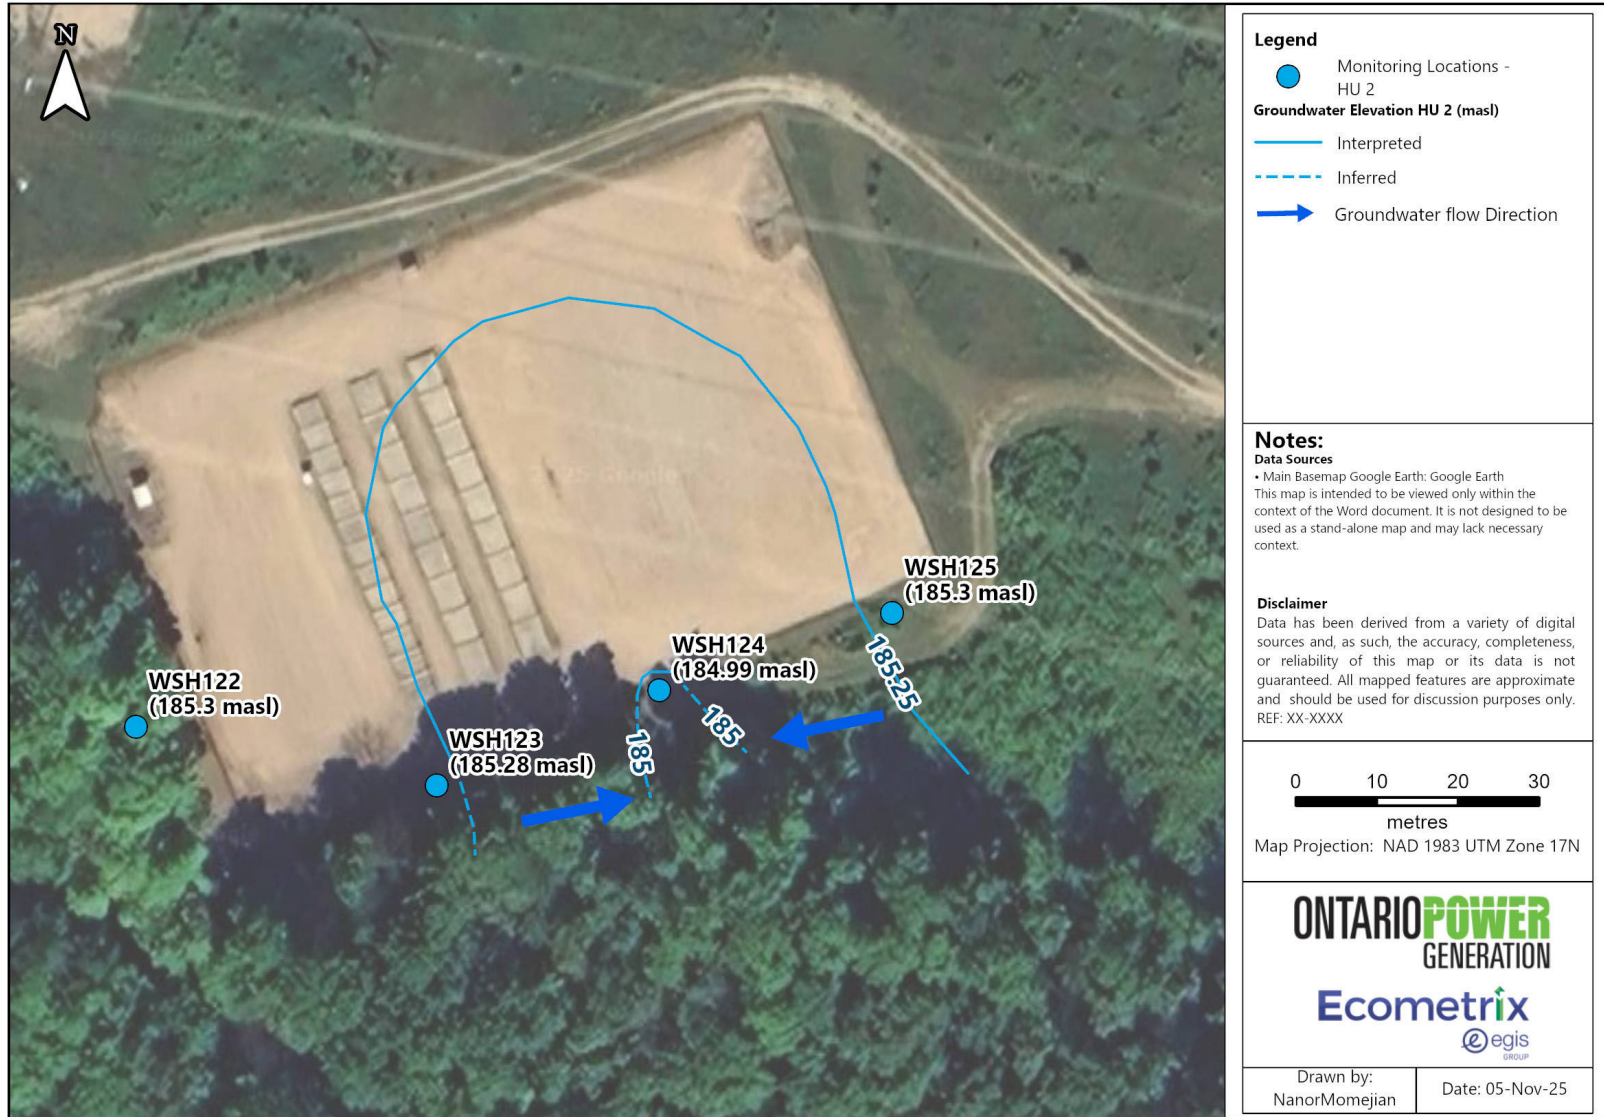 N
WSH125
(185.3 masl)
WSH124
(184.99 masl)
185.25
WSH122
(185.3 masl)
185
WSH123
(185.28 masl)
185
Legend
Monitoring Locations -
HU 2
Groundwater Elevation HU 2 (masl)
Interpreted
Inferred
Groundwater flow Direction
Notes:
Data Sources
• Main Basemap Google Earth: Google Earth
This map is intended to be viewed only within the
context of the Word document. It is not designed to be
used as a stand-alone map and may lack necessary
context.
Disclaimer
Data has been derived from a variety of digital
sources and, as such, the accuracy, completeness,
or reliability of this map or its data is not
guaranteed. All mapped features are approximate
and should be used for discussion purposes only.
REF: XX-XXXX
0 10 20 30
metres
Map Projection: NAD 1983 UTM Zone 17N
ONTARIOPOWER
GENERATION
Ecometrix
egis
GROUP
Drawn by:
NanorMomejian
Date: 05-Nov-25